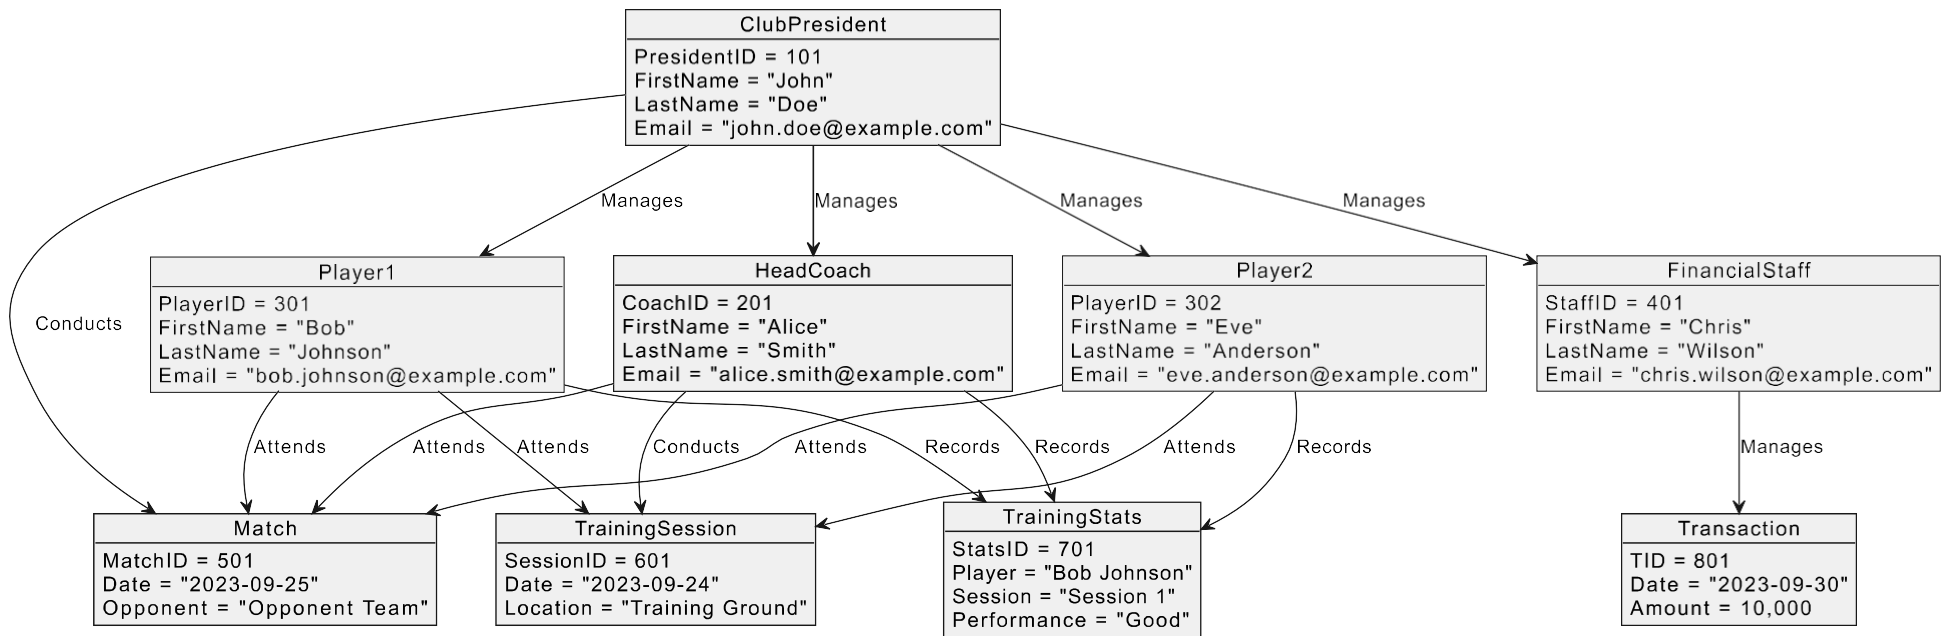 ClubPresident
PresidentID = 101
FirstName = "John"
LastName = "Doe"
Email = "john.doe@example.com"
Manages
Manages
Manages
Manages
Conducts
Player1
PlayerID = 301
FirstName = "Bob"
LastName = "Johnson"
Email = "bob.johnson@example.com"
HeadCoach
CoachID = 201
FirstName = "Alice"
LastName = "Smith"
Email = "alice.smith@example.com"
Player2
PlayerID = 302
FirstName = "Eve"
LastName = "Anderson"
Email = "eve.anderson@example.com"
FinancialStaff
StaffID = 401
FirstName = "Chris"
LastName = "Wilson"
Email = "chris.wilson@example.com"
Attends
Attends
Attends
Conducts
Attends
Records
Records
Attends
Records
Manages
Match
MatchID = 501
Date = "2023-09-25"
Opponent = "Opponent Team"
TrainingSession
SessionID = 601
Date = "2023-09-24"
Location = "Training Ground"
TrainingStats
StatsID = 701
Player = "Bob Johnson"
Session = "Session 1"
Performance = "Good"
Transaction
TID = 801
Date = "2023-09-30"
Amount = 10,000